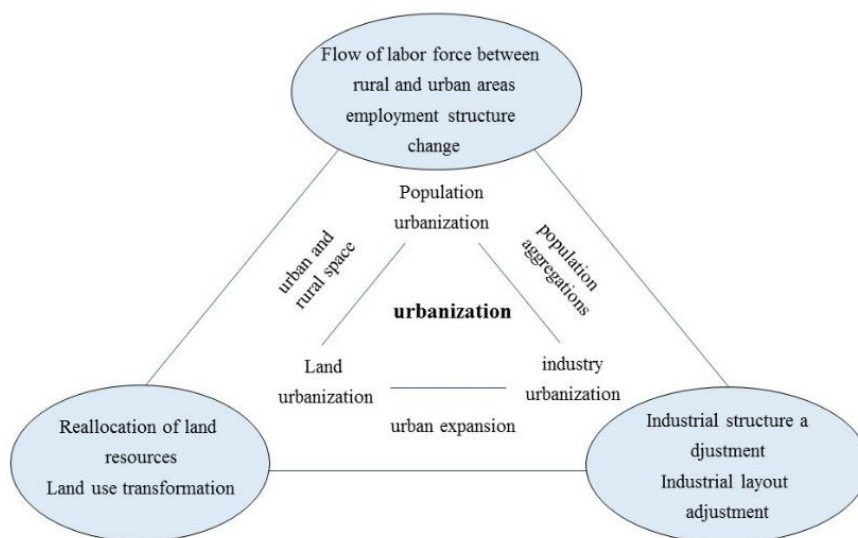 Flow of labor force between
rural and urban areas
employment structure
change
Population
urbanization
urban and
rural space
population
aggregations
urbanization
Land
urbanization
industry
urbanization
urban expansion
Reallocation of land
resources
Land use transformation
Industrial structure a
djustment
Industrial layout
adjustment